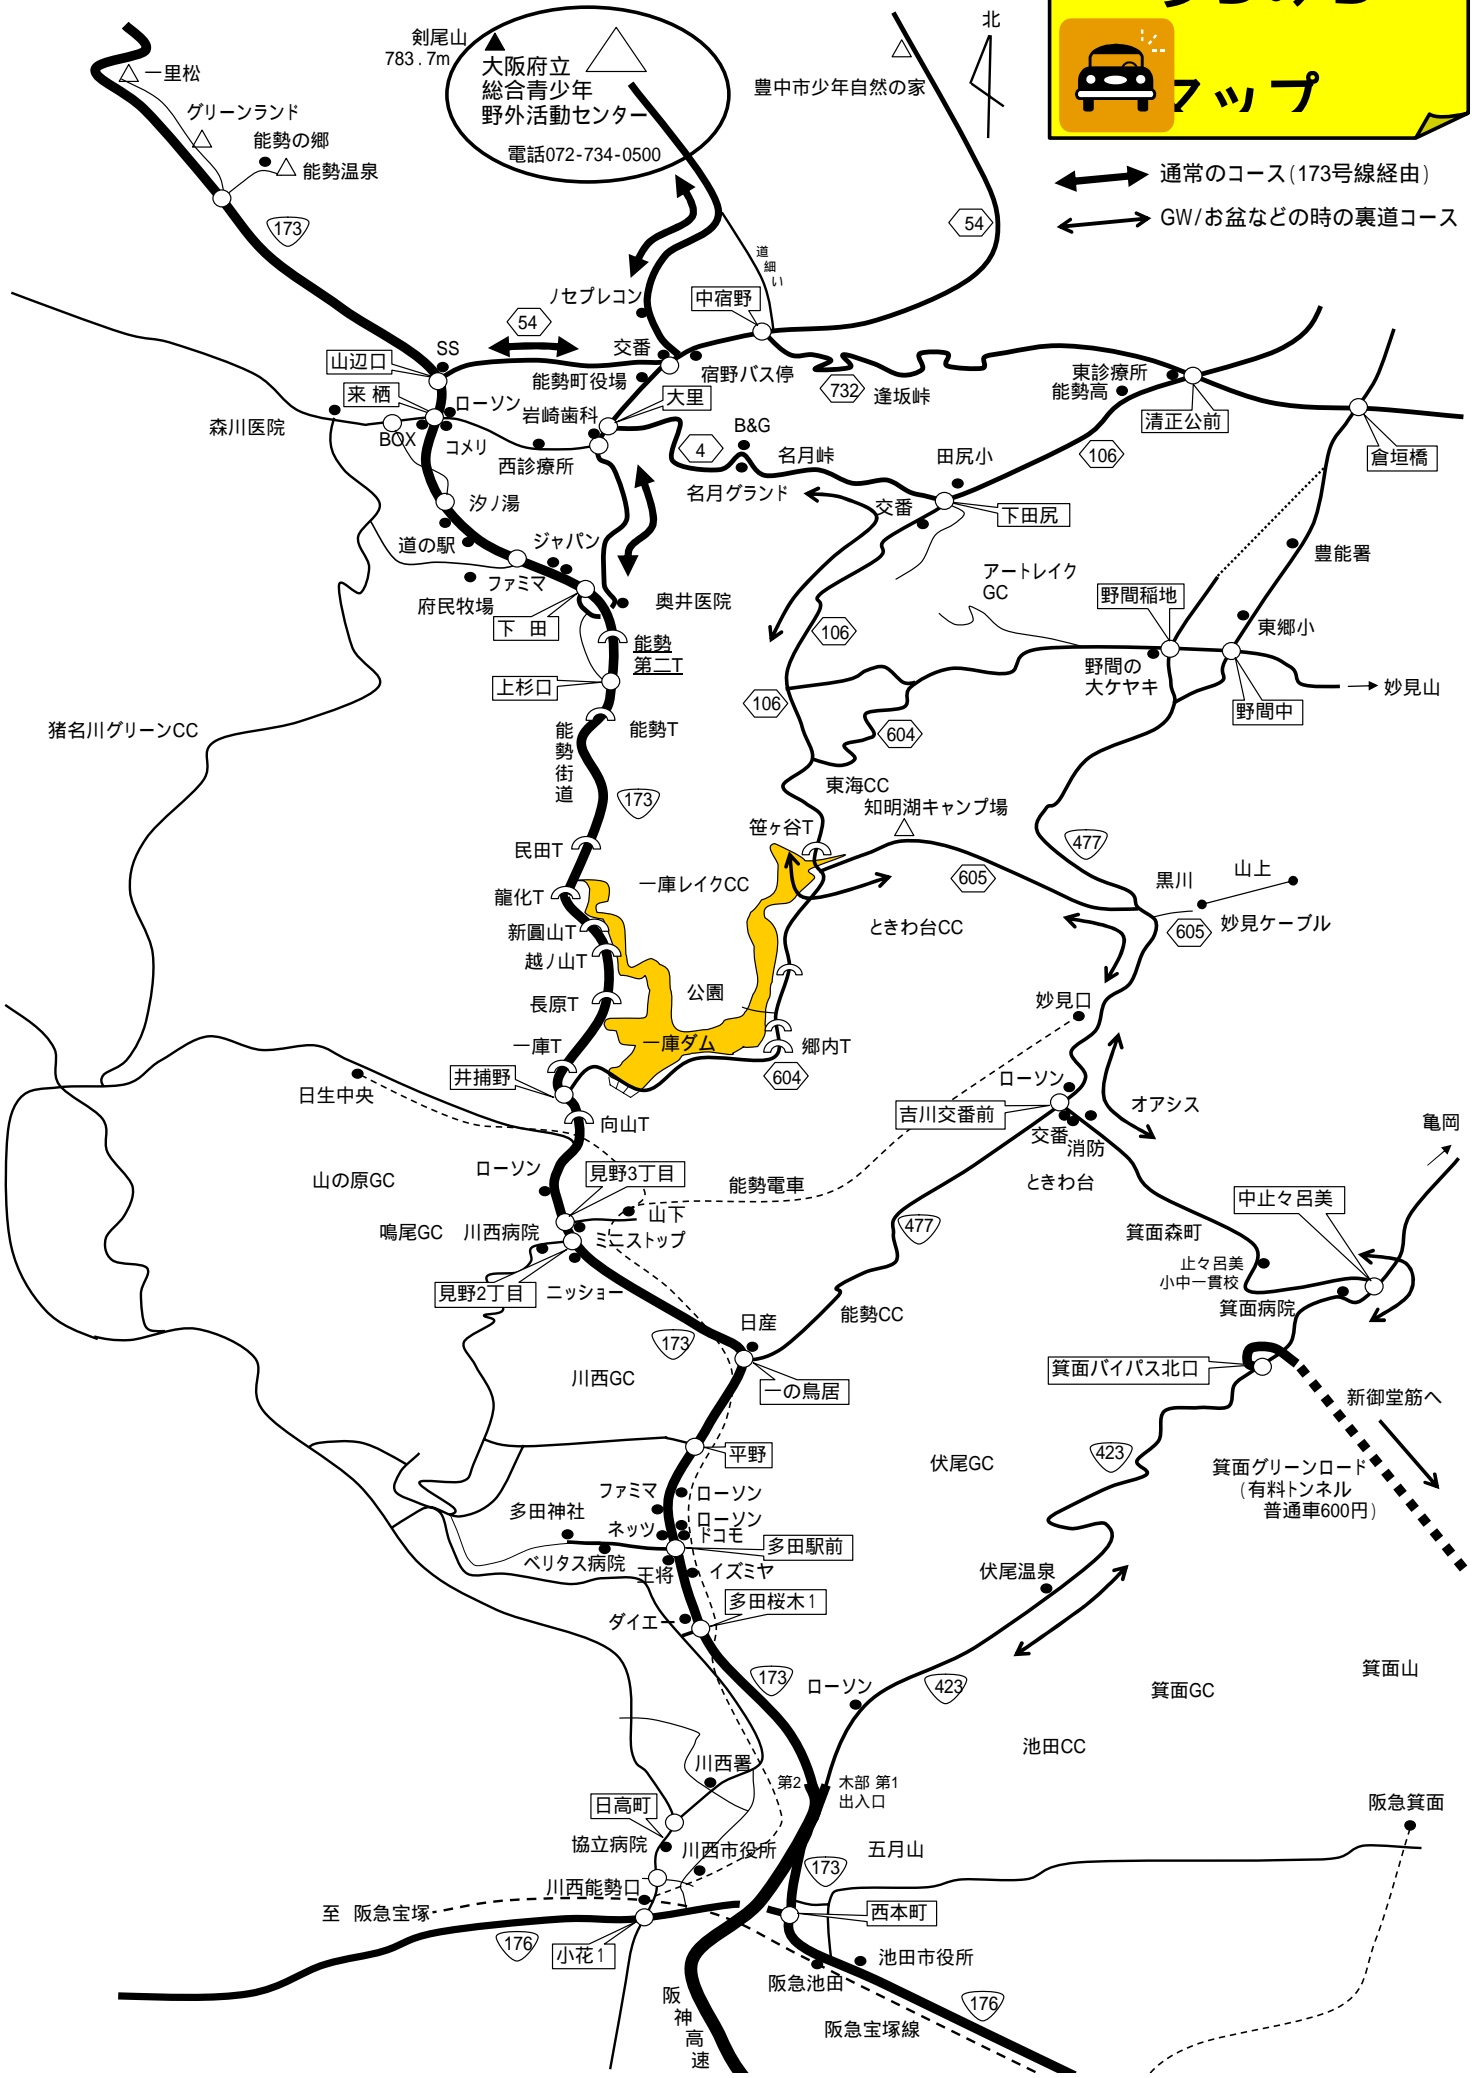 マップ
北
剣尾山
783.7m
大阪府立
総合青少年
野外活動センター
電話072-734-0500
豊中市少年自然の家
通常のコース(173号線経由)
GW/お盆などの時の裏道コース
一里松
グリーンランド
能勢の郷
能勢温泉
173
54
道細い
ノセプレコン
中宿野
54
SS
山辺口
交番
能勢町役場
宿野バス停
732
逢坂峠
東診療所
能勢高
清正公前
来 栖
ローソン
岩崎歯科
大里
森川医院
BOX
コメリ
西診療所
4
B&G
名月峠
名月グランド
田尻小
106
倉垣橋
汐ノ湯
交番
下田尻
道の駅
ジャパン
ファミマ
府民牧場
奥井医院
アートレイク
GC
豊能署
野間稲地
東郷小
下 田
能勢
第二T
106
野間の
大ケヤキ
妙見山
上杉口
106
野間中
猪名川グリーンCC
能勢街道
能勢T
604
173
東海CC
知明湖キャンプ場
笹ヶ谷T
477
民田T
一庫レイクCC
605
黒川
山上
龍化T
新圓山T
ときわ台CC
605
妙見ケーブル
越ノ山T
長原T
公園
妙見口
一庫T
一庫ダム
郷内T
井捕野
604
日生中央
ローソン
吉川交番前
オアシス
交番
消防
亀岡
向山T
ローソン
見野3丁目
山の原GC
能勢電車
ときわ台
中止々呂美
山下
鳴尾GC
川西病院
ミニストップ
477
箕面森町
止々呂美
小中一貫校
見野2丁目
ニッショー
箕面病院
日産
能勢CC
173
箕面バイパス北口
川西GC
一の鳥居
新御堂筋へ
平野
伏尾GC
423
箕面グリーンロード
(有料トンネル
普通車600円)
ファミマ
ローソン
多田神社
ネッツ
ローソン
ドコモ
多田駅前
ベリタス病院
王将
イズミヤ
伏尾温泉
多田桜木1
ダイエー
173
ローソン
423
箕面GC
箕面山
池田CC
川西署
第2
木部 第1
出入口
日高町
阪急箕面
協立病院
川西市役所
173
五月山
川西能勢口
至 阪急宝塚
西本町
176
小花1
池田市役所
阪急池田
阪神高速
176
阪急宝塚線